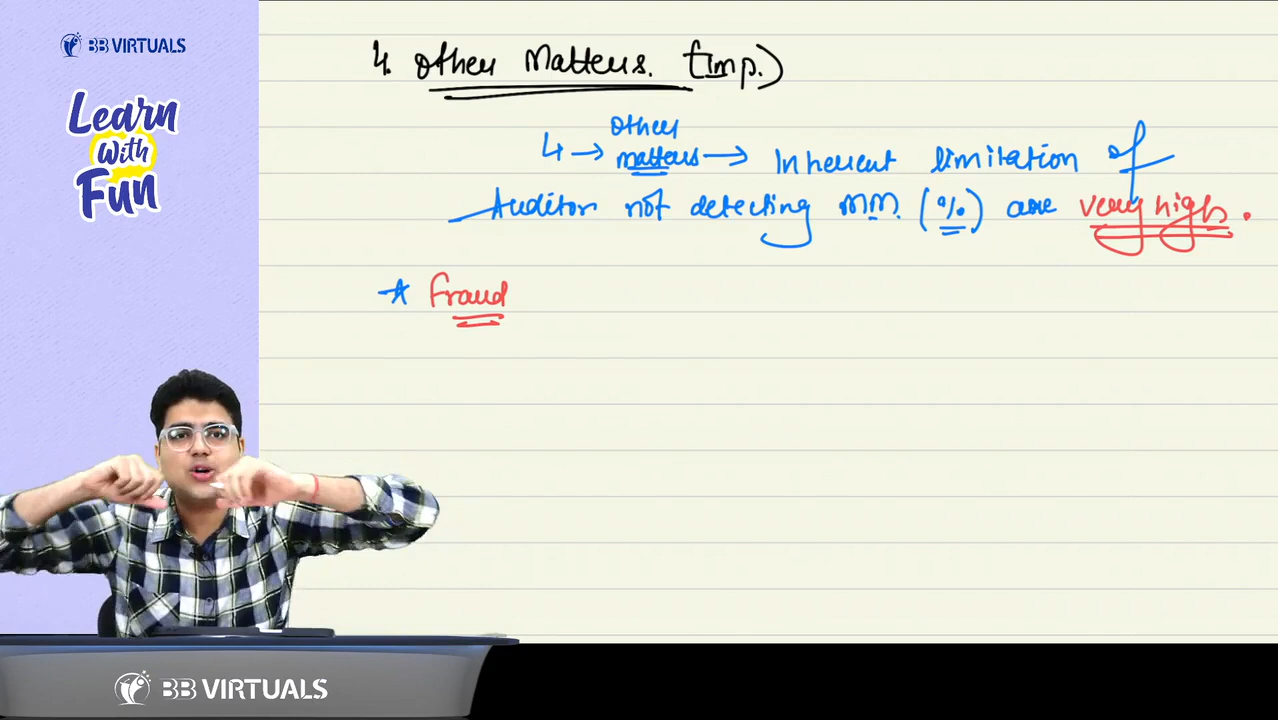 BB VIRTUALS
Learn
With
Fun
4. Other Matters. (Imp.)
4 → Other matters → Inherent limitation of
Auditor not detecting MM. (%) are very high.
* Fraud
BB VIRTUALS